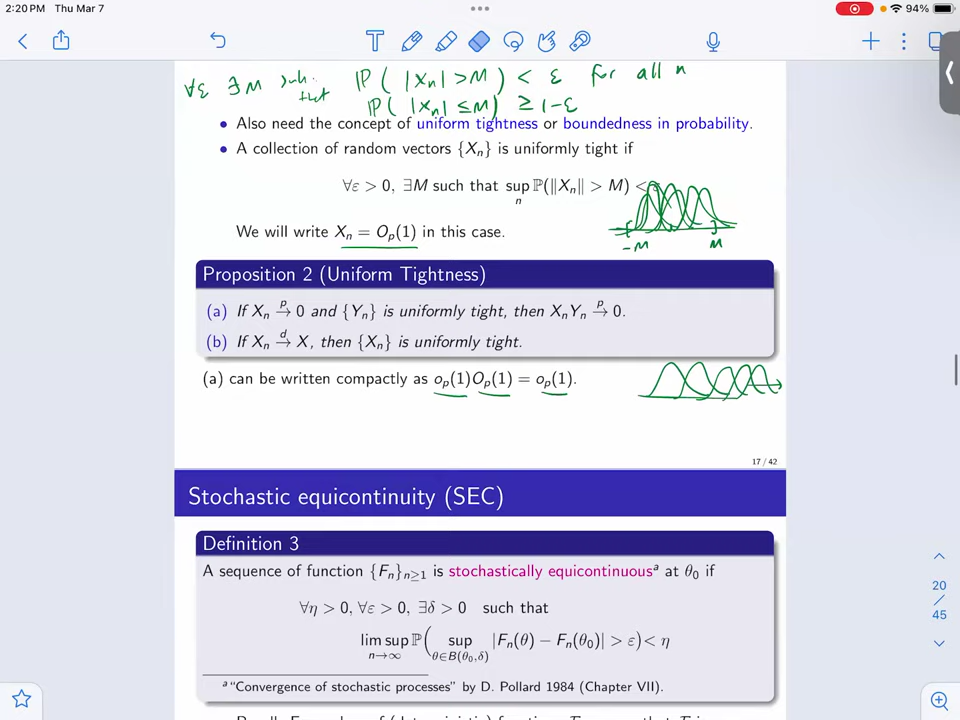 2:20 PM Thu Mar 7
94%
∀ε ∃M such that ℙ( |Xn| > M ) < ε for all n
ℙ( |Xn| ≤ M ) ≥ 1-ε
• Also need the concept of uniform tightness or boundedness in probability.
• A collection of random vectors {Xn} is uniformly tight if
∀ε > 0, ∃M such that sup_n ℙ(‖Xn‖ > M) <
We will write Xn = Op(1) in this case.
-M M
Proposition 2 (Uniform Tightness)
(a) If Xn →p 0 and {Yn} is uniformly tight, then XnYn →p 0.
(b) If Xn →d X, then {Xn} is uniformly tight.
(a) can be written compactly as op(1)Op(1) = op(1).
17 / 42
Stochastic equicontinuity (SEC)
Definition 3
A sequence of function {Fn}n≥1 is stochastically equicontinuousᵃ at θ0 if
∀η > 0, ∀ε > 0, ∃δ > 0 such that
lim sup_{n→∞} ℙ( sup_{θ∈B(θ0,δ)} |Fn(θ) − Fn(θ0)| > ε) < η
ᵃ"Convergence of stochastic processes" by D. Pollard 1984 (Chapter VII).
20
/
45